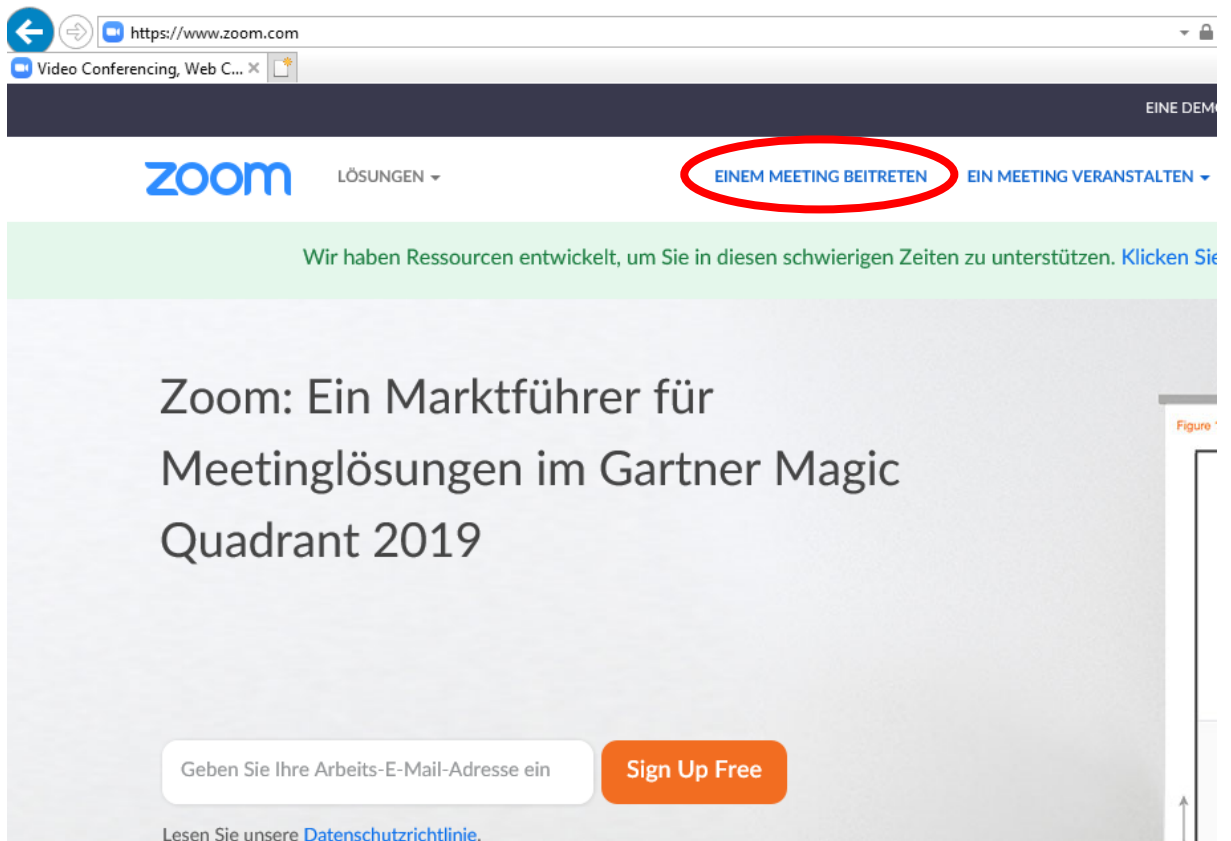 https://www.zoom.com
Video Conferencing, Web C...
EINE DEMO
zoom
LÖSUNGEN
EINEM MEETING BEITRETEN
EIN MEETING VERANSTALTEN
Wir haben Ressourcen entwickelt, um Sie in diesen schwierigen Zeiten zu unterstützen. Klicken Sie
Zoom: Ein Marktführer für
Meetinglösungen im Gartner Magic
Quadrant 2019
Figure 1
Geben Sie Ihre Arbeits-E-Mail-Adresse ein
Sign Up Free
Lesen Sie unsere Datenschutzrichtlinie.